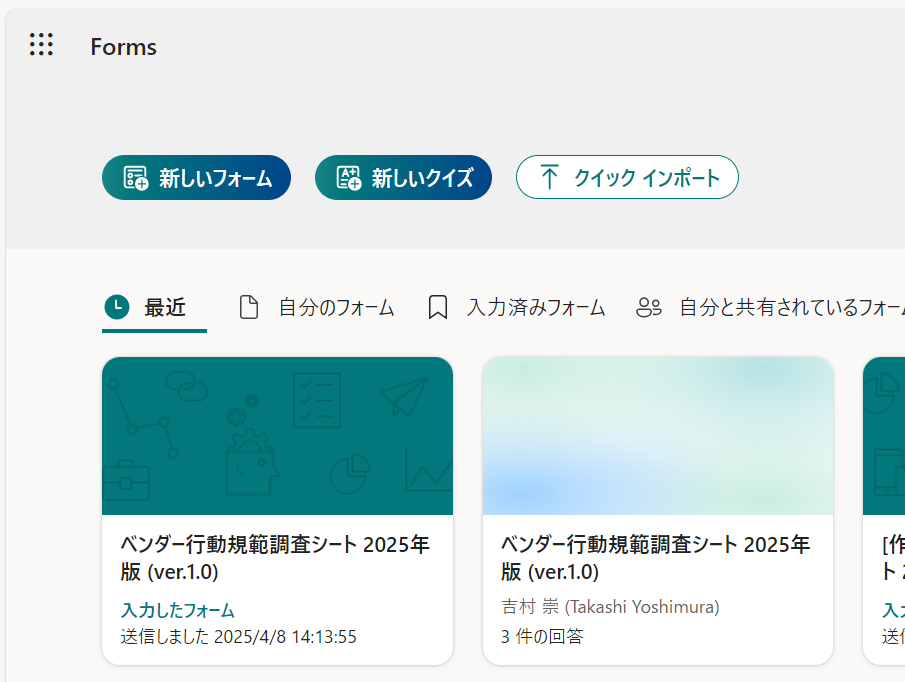 Forms
新しいフォーム
新しいクイズ
クイック インポート
最近
自分のフォーム
入力済みフォーム
自分と共有されているフォー
ベンダー行動規範調査シート 2025年
版 (ver.1.0)
入力したフォーム
送信しました 2025/4/8 14:13:55
ベンダー行動規範調査シート 2025年
版 (ver.1.0)
吉村 崇 (Takashi Yoshimura)
3 件の回答
[作
ト
入
送信